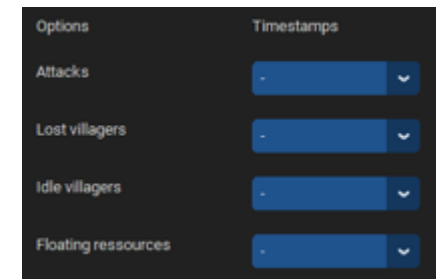 Options Timestamps
Attacks -
Lost villagers -
Idle villagers -
Floating ressources -